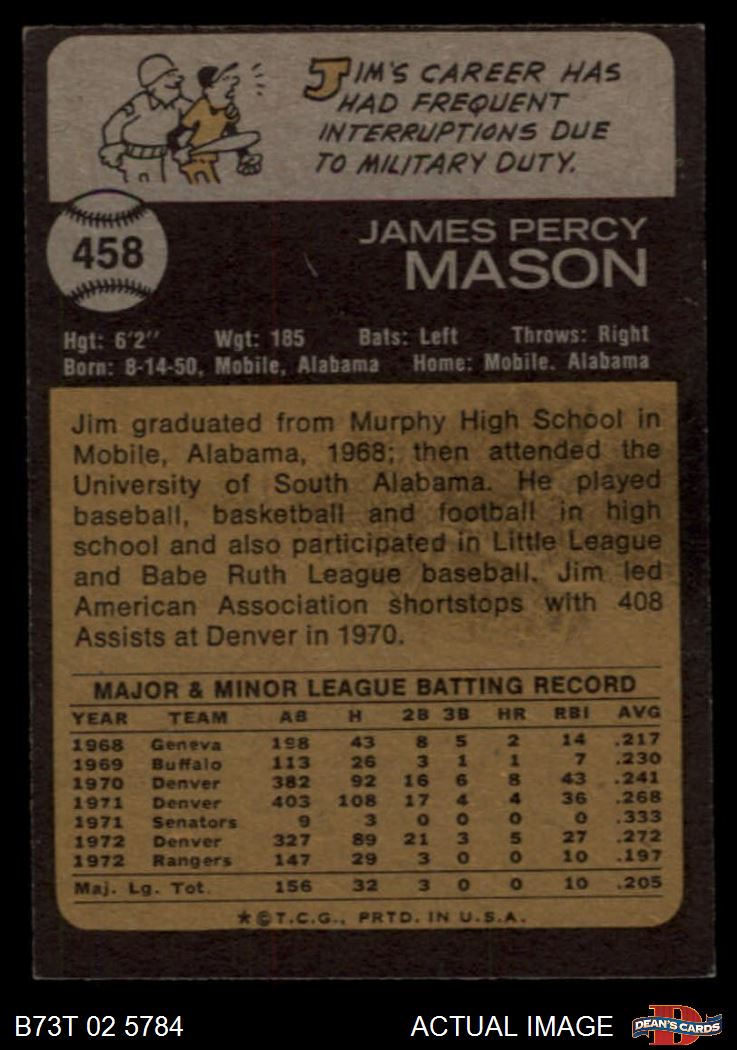 JIM'S CAREER HAS
HAD FREQUENT
INTERRUPTIONS DUE
TO MILITARY DUTY.
458
JAMES PERCY
MASON
Hgt: 6'2" Wgt: 185 Bats: Left Throws: Right
Born: 8-14-50, Mobile, Alabama Home: Mobile. Alabama
Jim graduated from Murphy High School in
Mobile, Alabama, 1968; then attended the
University of South Alabama. He played
baseball, basketball and football in high
school and also participated in Little League
and Babe Ruth League baseball. Jim led
American Association shortstops with 408
Assists at Denver in 1970.
MAJOR & MINOR LEAGUE BATTING RECORD
YEAR TEAM AB H 2B 3B HR RBI AVG
1968 Geneva 198 43 8 5 2 14 .217
1969 Buffalo 113 26 3 1 1 7 .230
1970 Denver 382 92 16 6 8 43 .241
1971 Denver 403 108 17 4 4 36 .268
1971 Senators 9 3 0 0 0 0 .333
1972 Denver 327 89 21 3 5 27 .272
1972 Rangers 147 29 3 0 0 10 .197
Maj. Lg. Tot. 156 32 3 0 0 10 .205
*©T.C.G., PRTD. IN U.S.A.
B73T 02 5784 ACTUAL IMAGE D DEAN'S CARDS